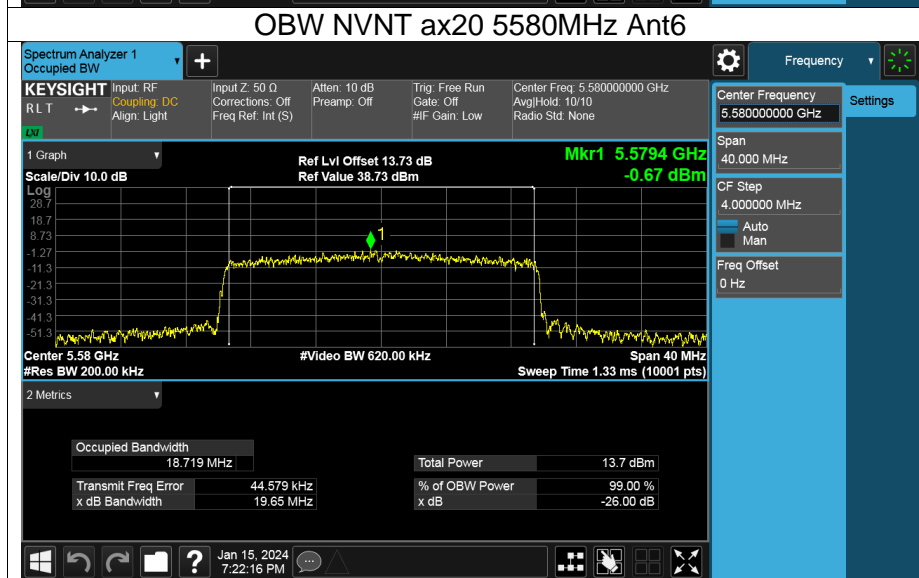 OBW NVNT ax20 5580MHz Ant6
Spectrum Analyzer 1
Occupied BW
+
Frequency
KEYSIGHT
R L T
LXI
Input: RF
Coupling: DC
Align: Light
Input Z: 50 Ω
Corrections: Off
Freq Ref: Int (S)
Atten: 10 dB
Preamp: Off
Trig: Free Run
Gate: Off
#IF Gain: Low
Center Freq: 5.580000000 GHz
Avg|Hold: 10/10
Radio Std: None
Center Frequency
5.580000000 GHz
Settings
Span
40.000 MHz
CF Step
4.000000 MHz
Auto
Man
Freq Offset
0 Hz
1 Graph
Scale/Div 10.0 dB
Ref Lvl Offset 13.73 dB
Ref Value 38.73 dBm
Mkr1 5.5794 GHz
-0.67 dBm
Log
28.7
18.7
8.73
-1.27
-11.3
-21.3
-31.3
-41.3
-51.3
1
Center 5.58 GHz
#Res BW 200.00 kHz
#Video BW 620.00 kHz
Span 40 MHz
Sweep Time 1.33 ms (10001 pts)
2 Metrics
Occupied Bandwidth
18.719 MHz
Total Power 13.7 dBm
Transmit Freq Error 44.579 kHz
% of OBW Power 99.00 %
x dB Bandwidth 19.65 MHz
x dB -26.00 dB
?
Jan 15, 2024
7:22:16 PM